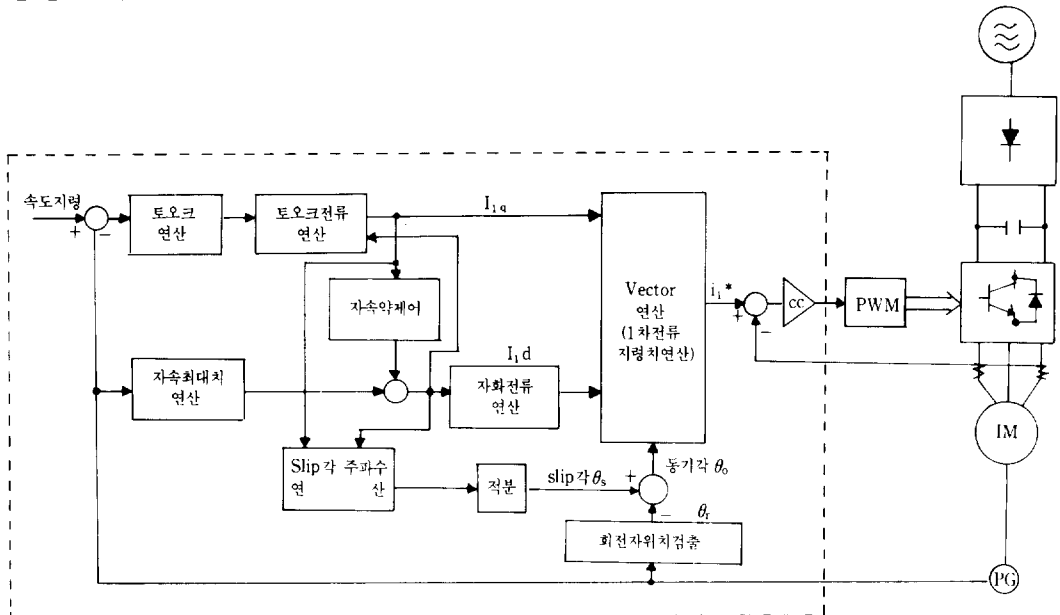 속도지령
+
−
토오크
연산
토오크전류
연산
I₁q
자속약제어
자속최대치
연산
I₁d
자화전류
연산
Vector
연산
(1차전류
지령치연산)
i₁*
+
−
CC
PWM
IM
PG
Slip각 주파수
연 산
적분
slip각 θs
+
동기각 θo
−
θr
회전자위치검출